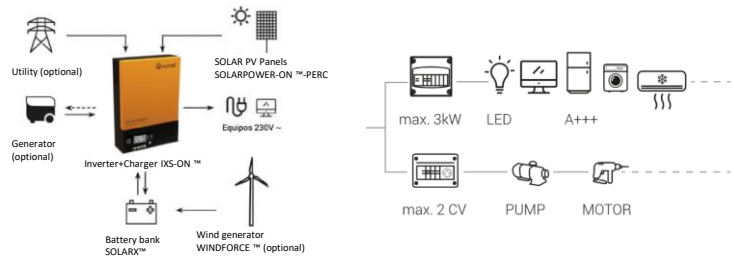 Utility (optional)
SOLAR PV Panels
SOLARPOWER-ON ™-PERC
Generator
(optional)
Equipos 230V ~
Inverter+Charger IXS-ON ™
Battery bank
SOLARX™
Wind generator
WINDFORCE ™ (optional)
max. 3kW
LED
A+++
max. 2 CV
PUMP
MOTOR